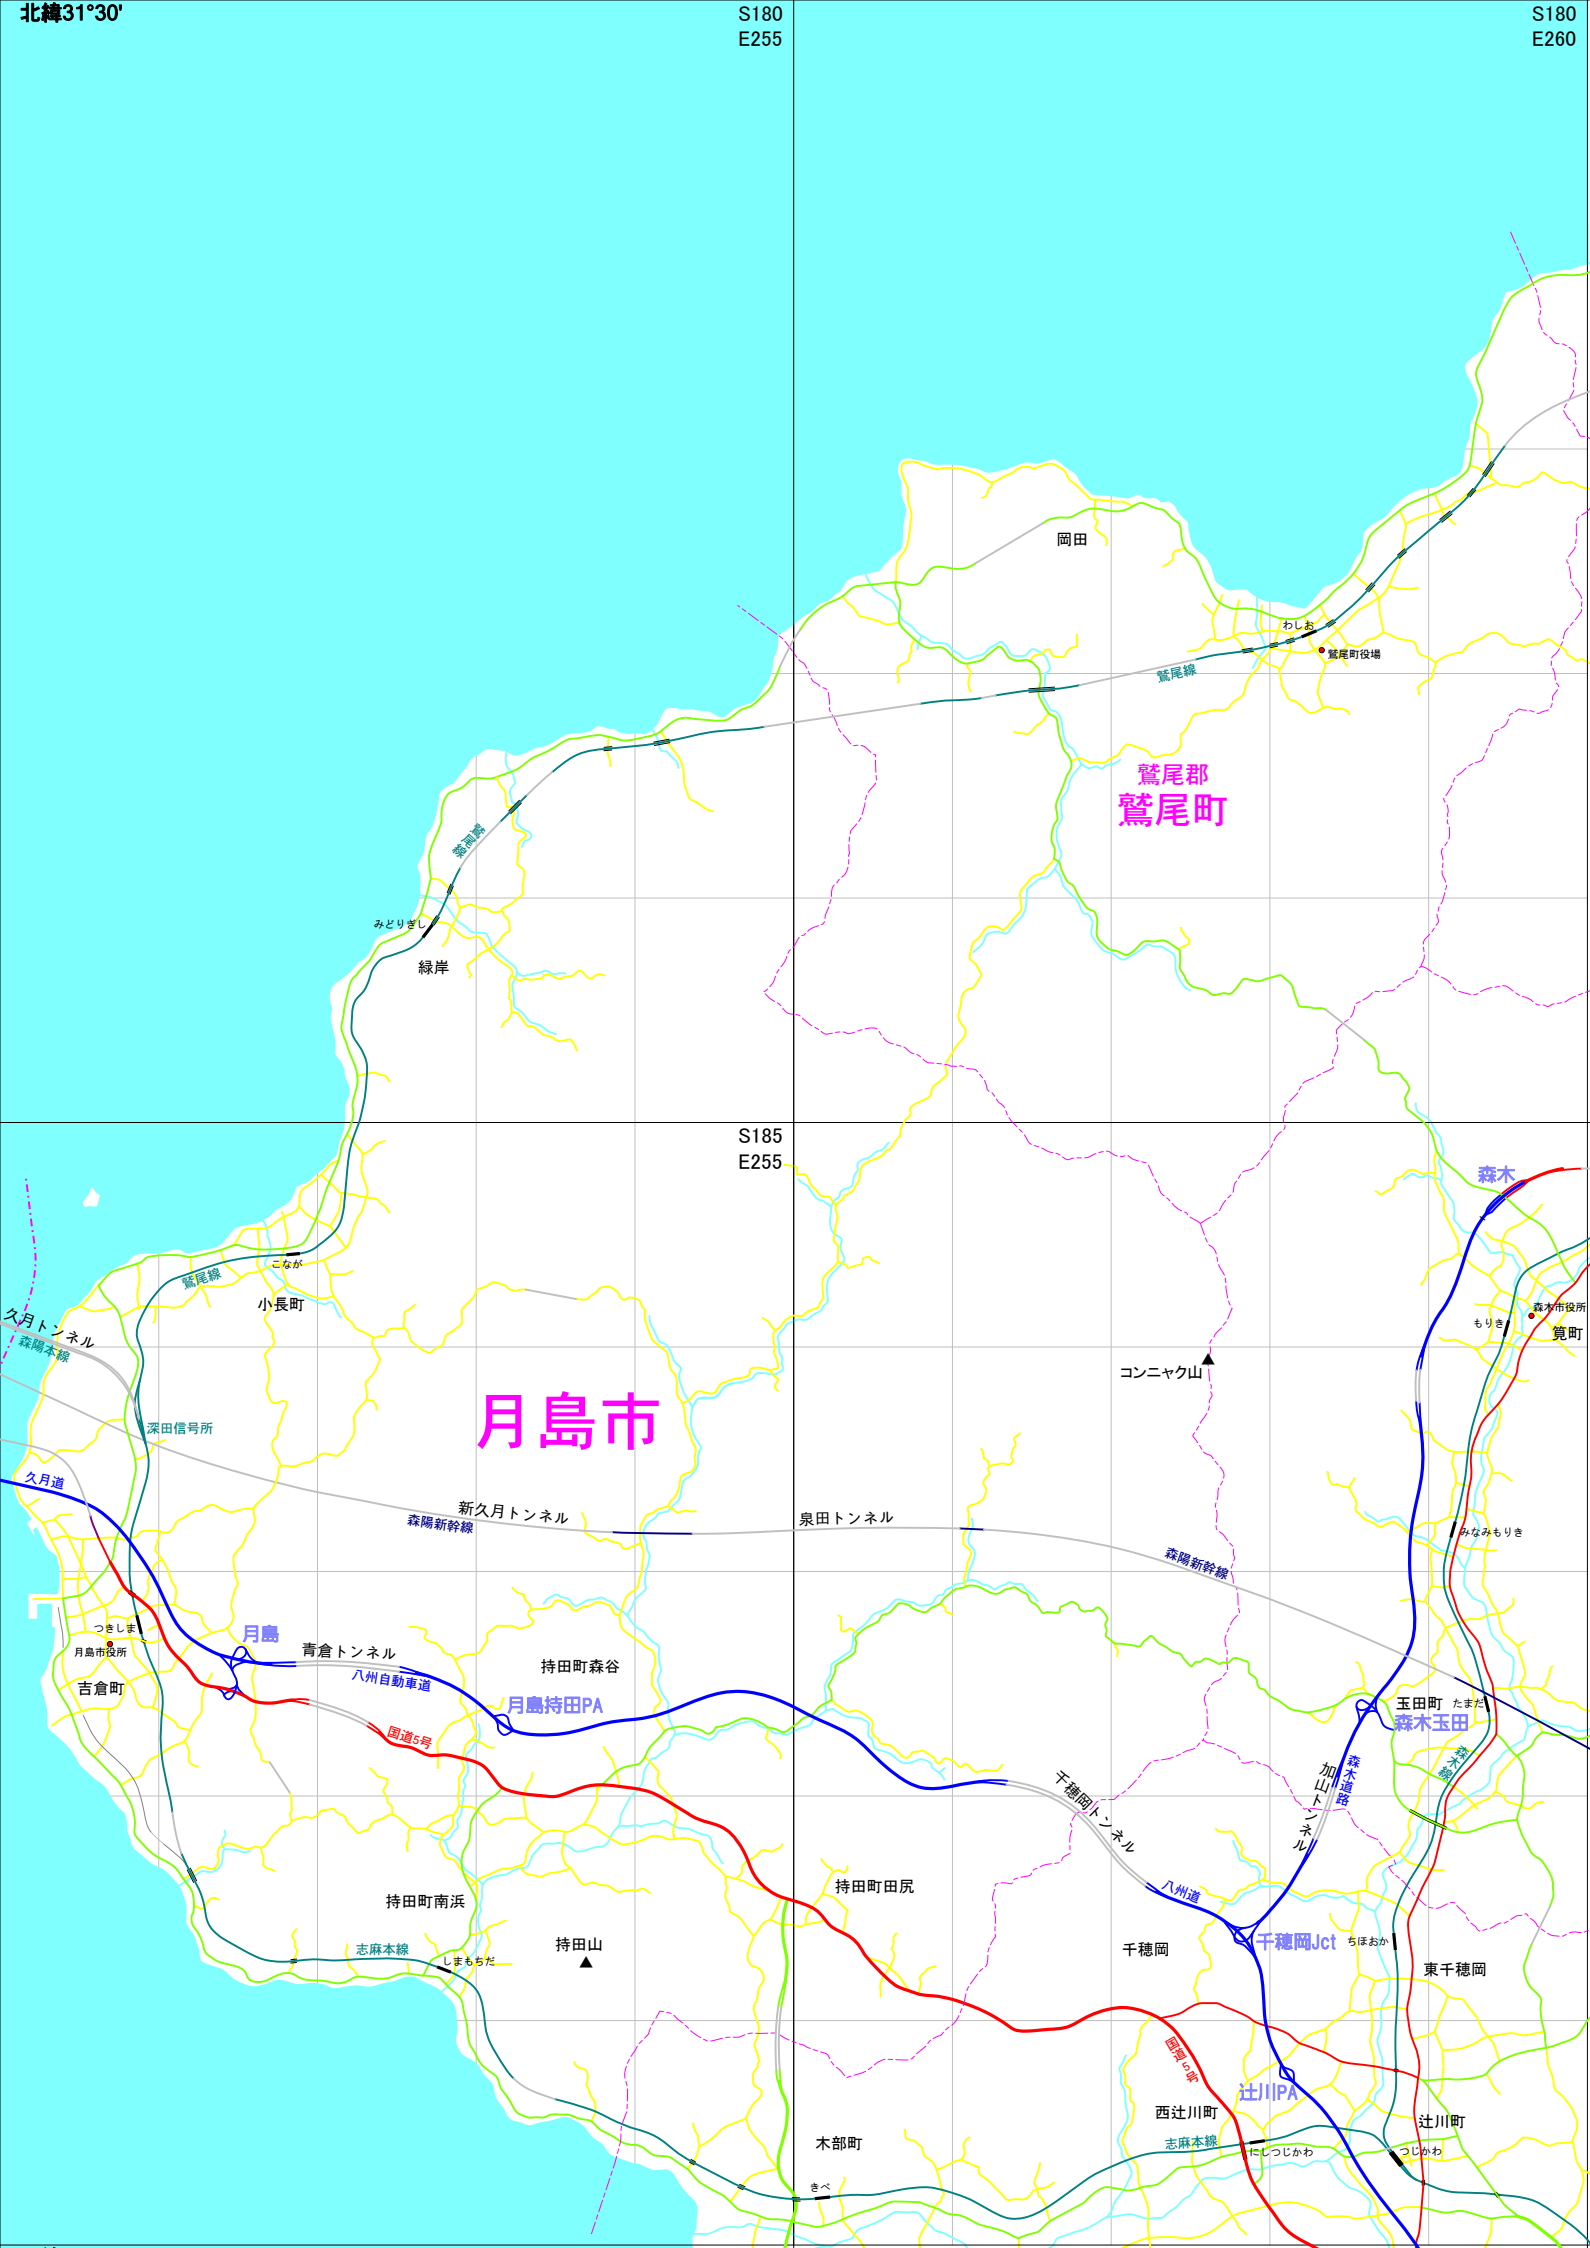 北緯31°30'
S180
E255
S180
E260
岡田
わしお
鷲尾町役場
鷲尾線
鷲尾郡
鷲尾町
鷲尾線
みどりぎし
緑岸
S185
E255
森木
こなが
鷲尾線
小長町
久月トンネル
森陽本線
森木市役所
もりき
筧町
コンニャク山
月島市
深田信号所
久月道
新久月トンネル
森陽新幹線
泉田トンネル
森陽新幹線
みなみもりき
つきしま
月島市役所
吉倉町
月島
青倉トンネル
八州自動車道
持田町森谷
月島持田PA
国道5号
玉田町
たまだ
森木玉田
森木線
森木道路
加山トンネル
千穂岡トンネル
持田町南浜
持田町田尻
八州道
志麻本線
しまもちだ
持田山
千穂岡
千穂岡Jct
ちほおか
東千穂岡
国道5号
辻川PA
西辻川町
辻川町
木部町
志麻本線
にしつじかわ
つじかわ
きべ